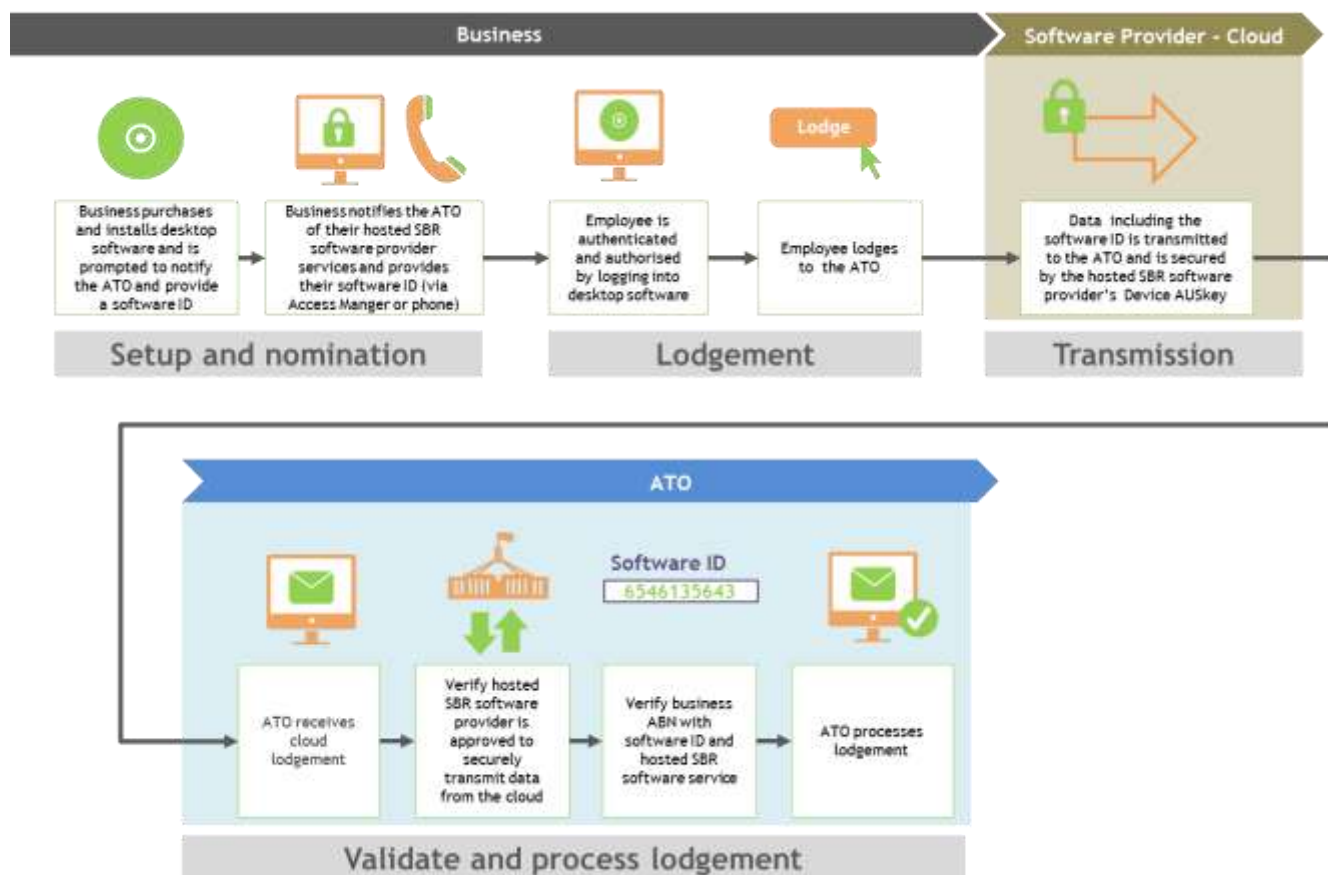 Business
Software Provider - Cloud
Lodge
Business purchases
and installs desktop
software and is
prompted to notify
the ATO and provide
a software ID
Business notifies the ATO
of their hosted SBR
software provider
services and provides
their software ID (via
Access Manger or phone)
Employee is
authenticated
and authorised
by logging into
desktop software
Employee lodges
to the ATO
Data including the
software ID is transmitted
to the ATO and is secured
by the hosted SBR software
provider's Device AUSkey
Setup and nomination
Lodgement
Transmission
ATO
Software ID
6546135643
ATO receives
cloud
lodgement
Verify hosted
SBR software
provider is
approved to
securely
transmit data
from the cloud
Verify business
ABN with
software ID and
hosted SBR
software service
ATO processes
lodgement
Validate and process lodgement